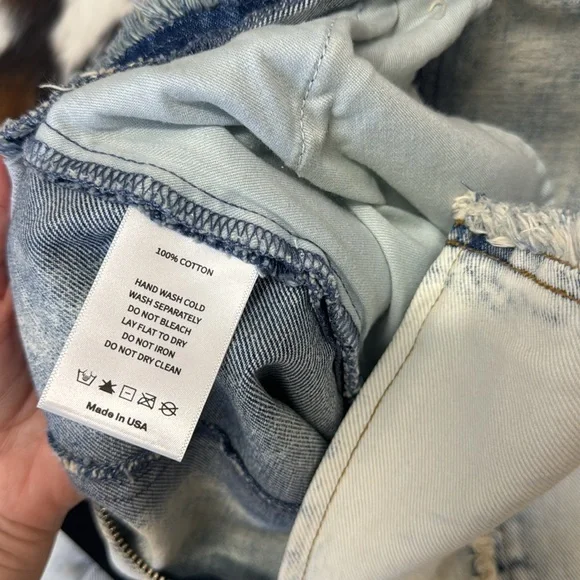 100% COTTON
HAND WASH COLD
WASH SEPARATELY
DO NOT BLEACH
LAY FLAT TO DRY
DO NOT IRON
DO NOT DRY CLEAN
Made in USA